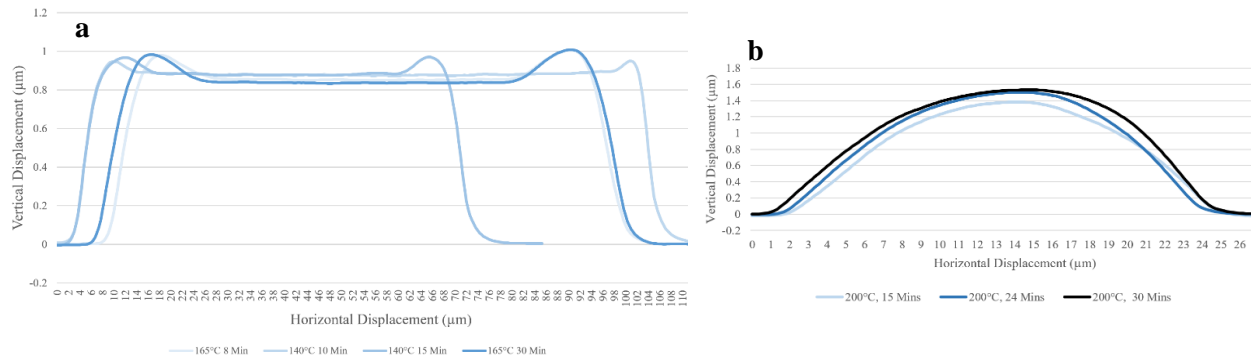 a
1.2
1
0.8
0.6
0.4
0.2
0
-0.2
Vertical Displacement (µm)
0 2 4 6 8 10 12 14 16 18 20 22 24 26 28 30 32 34 36 38 40 42 44 46 48 50 52 54 56 58 60 62 64 66 68 70 72 74 76 78 80 82 84 86 88 90 92 94 96 98 100 102 104 106 108 110
Horizontal Displacement (µm)
165°C 8 Min 140°C 10 Min 140°C 15 Min 165°C 30 Min
b
1.8
1.6
1.4
1.2
1
0.8
0.6
0.4
0.2
0
-0.2
Vertical Displacement (µm)
0 1 2 3 4 5 6 7 8 9 10 11 12 13 14 15 16 17 18 19 20 21 22 23 24 25 26
Horizontal Displacement (µm)
200°C, 15 Mins 200°C, 24 Mins 200°C, 30 Mins